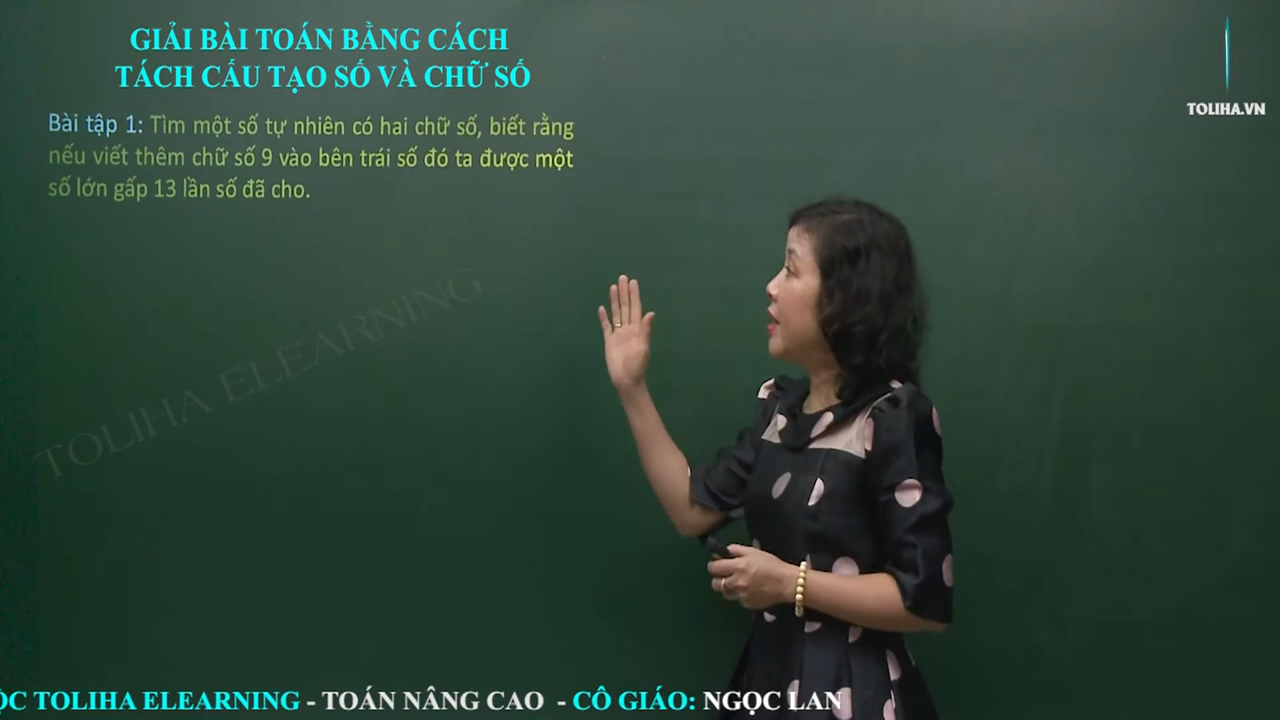 GIẢI BÀI TOÁN BẰNG CÁCH
TÁCH CẤU TẠO SỐ VÀ CHỮ SỐ
TOLIHA.VN
Bài tập 1: Tìm một số tự nhiên có hai chữ số, biết rằng
nếu viết thêm chữ số 9 vào bên trái số đó ta được một
số lớn gấp 13 lần số đã cho.
TOLIHA ELEARNING
TOLIHA ELEARNING - TOÁN NÂNG CAO - CÔ GIÁO: NGỌC LAN